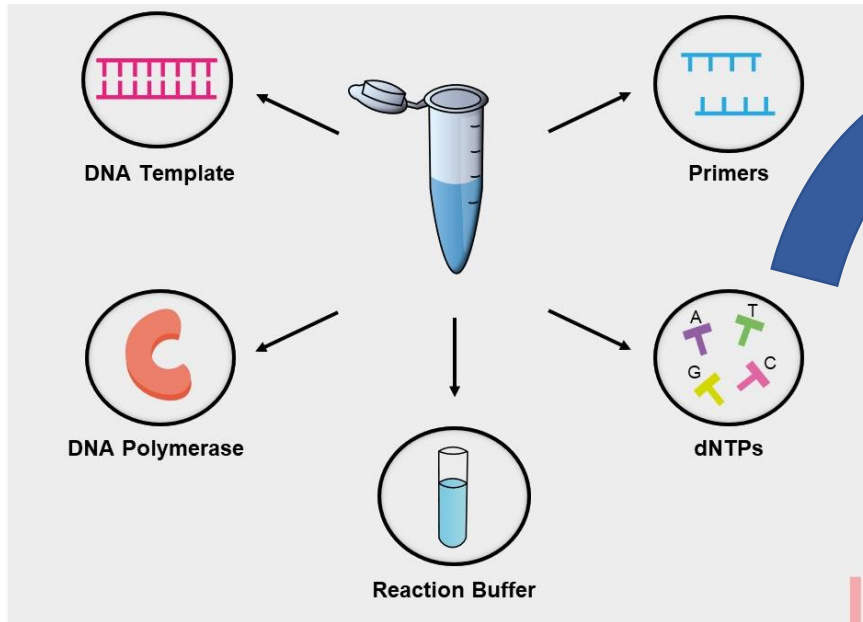 DNA Template
Primers
A
T
G
C
DNA Polymerase
dNTPs
Reaction Buffer